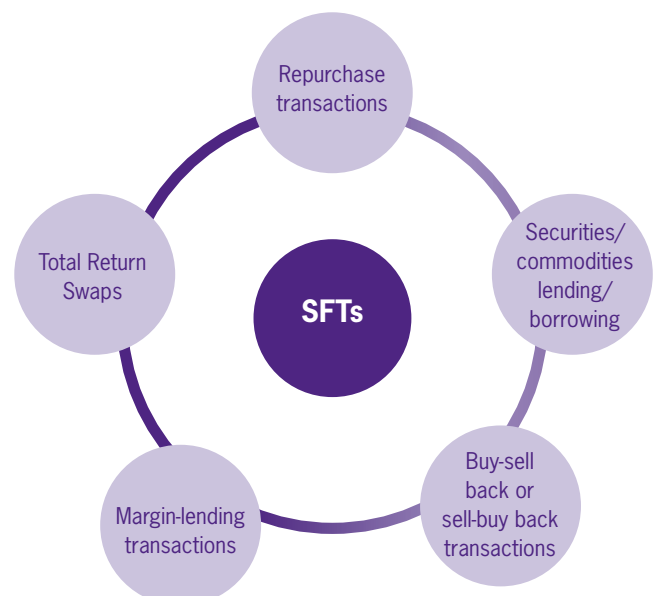 Repurchase
transactions
Securities/
commodities
lending/
borrowing
Buy-sell
back or
sell-buy back
transactions
Margin-lending
transactions
Total Return
Swaps
SFTs